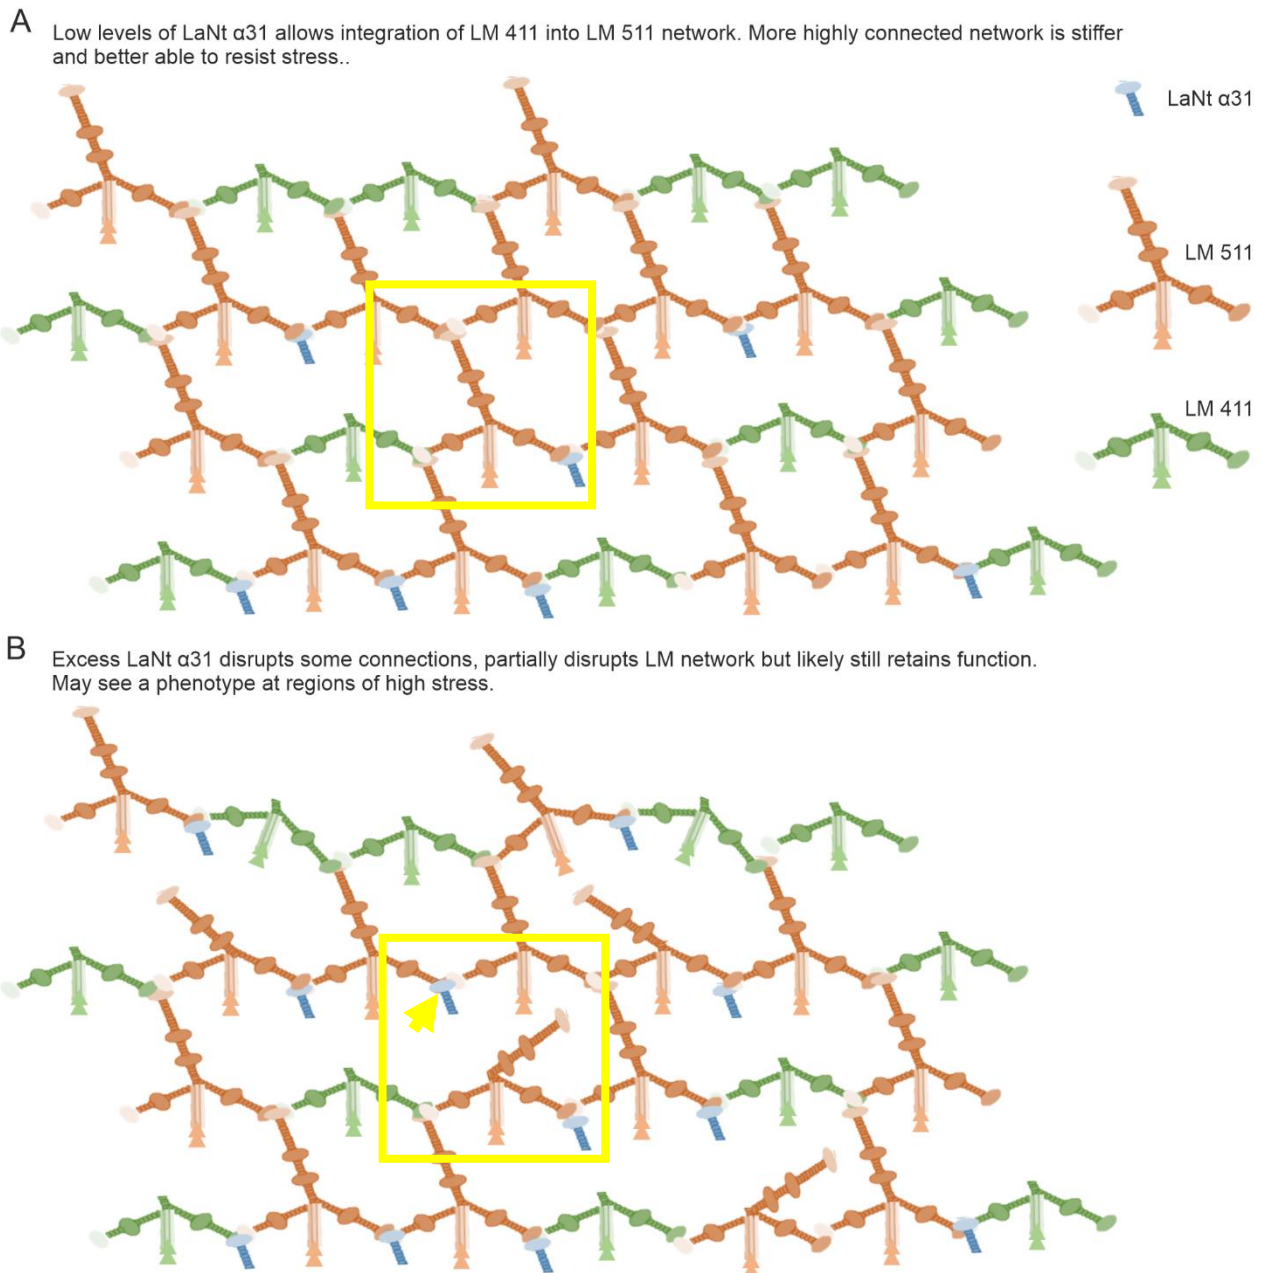 A
Low levels of LaNt α31 allows integration of LM 411 into LM 511 network. More highly connected network is stiffer
and better able to resist stress..
LaNt α31
LM 511
LM 411
B
Excess LaNt α31 disrupts some connections, partially disrupts LM network but likely still retains function.
May see a phenotype at regions of high stress.